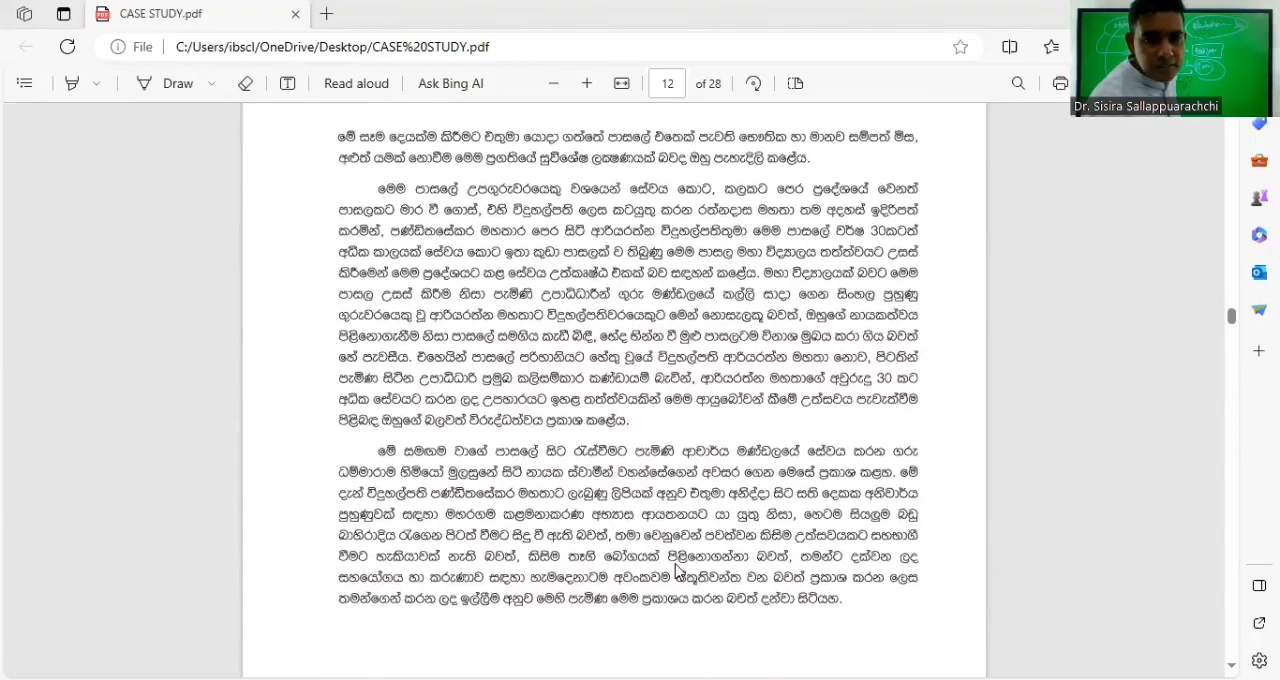 CASE STUDY.pdf
File C:/Users/ibscl/OneDrive/Desktop/CASE%20STUDY.pdf
Draw Read aloud Ask Bing AI 12 of 28
Dr. Sisira Sallappuarachchi
මේ සෑම දෙයක්ම කිරීමට එතුමා යොදා ගත්තේ පාසලේ එතෙක් පැවති භෞතික හා මානව සම්පත් මිස,
අළුත් යමක් නොවීම මෙම ප්‍රගතියේ සුවිශේෂ ලක්‍ෂණයක් බවද ඔහු පැහැදිලි කළේය.
මෙම පාසලේ උපගුරුවරයෙකු වශයෙන් සේවය කොට, කලකට පෙර ප්‍රදේශයේ වෙනත්
පාසලකට මාරු වී ගොස්, එහි විදුහල්පති ලෙස කටයුතු කරන රත්නදාස මහතා තම අදහස් ඉදිරිපත්
කරමින්, පණ්ඩිතසේකර මහතාර පෙර සිටි ආරියරත්න විදුහල්පතිතුමා මෙම පාසලේ වර්ෂ 30කටත්
අධික කාලයක් සේවය කොට ඉතා කුඩා පාසලක් ව තිබුණු මෙම පාසල මහා විද්‍යාලය තත්ත්වයට උසස්
කිරීමෙන් මෙම ප්‍රදේශයට කළ සේවය උත්කෘෂ්ඨ එකක් බව සඳහන් කළේය. මහා විද්‍යාලයක් බවට මෙම
පාසල උසස් කිරීම නිසා පැමිණි උපාධිධාරීන් ගුරු මණ්ඩලයේ කල්ලි සාදා ගෙන සිංහල පුහුණු
ගුරුවරයෙකු වූ ආරියරත්න මහතාට විදුහල්පතිවරයෙකුට මෙන් නොසැලකූ බවත්, ඔහුගේ නායකත්වය
පිළිනොගැනීම නිසා පාසලේ සමගිය කැඩී බිඳී, භේද භින්න වී මුළු පාසලටම විනාශ මුඛය කරා ගිය බවත්
හේ පැවසීය. එහෙයින් පාසලේ පරිහානියට හේතු වූයේ විදුහල්පති ආරියරත්න මහතා නොව, පිටතින්
පැමිණ සිටින උපාධිධාරි ප්‍රමුඛ කලිසම්කාර කණ්ඩායම් බැවින්, ආරියරත්න මහතාගේ අවුරුදු 30 කට
අධික සේවයට කරන ලද උපහාරයට ඉහළ තත්ත්වයකින් මෙම ආයුබෝවන් කීමේ උත්සවය පැවැත්වීම
පිළිබඳ ඔහුගේ බලවත් විරුද්ධත්වය ප්‍රකාශ කළේය.
මේ සමඟම වාගේ පාසලේ සිට රැස්වීමට පැමිණි ආචාර්ය මණ්ඩලයේ සේවය කරන ගරු
ධම්මාරාම හිමියෝ මුලසුනේ සිටි නායක ස්වාමීන් වහන්සේගෙන් අවසර ගෙන මෙසේ ප්‍රකාශ කළහ. මේ
දැන් විදුහල්පති පණ්ඩිතසේකර මහතාට ලැබුණු ලිපියක් අනුව එතුමා අනිද්දා සිට සති දෙකක අනිවාර්ය
පුහුණුවක් සඳහා මහරගම කළමනාකරණ අභ්‍යාස ආයතනයට යා යුතු නිසා, හෙටම සියලුම බඩු
බාහිරාදිය රැගෙන පිටත් වීමට සිදු වී ඇති බවත්, තමා වෙනුවෙන් පවත්වන කිසිම උත්සවයකට සහභාගී
වීමට හැකියාවක් නැති බවත්, කිසිම තෑගි බෝගයක් පිළිනොගන්නා බවත්, තමන්ට දක්වන ලද
සහයෝගය හා කරුණාව සඳහා හැමදෙනාටම අවංකවම ස්තූතිවන්ත වන බවත් ප්‍රකාශ කරන ලෙස
තමන්ගෙන් කරන ලද ඉල්ලීම අනුව මෙහි පැමිණ මෙම ප්‍රකාශය කරන බවත් දන්වා සිටියහ.